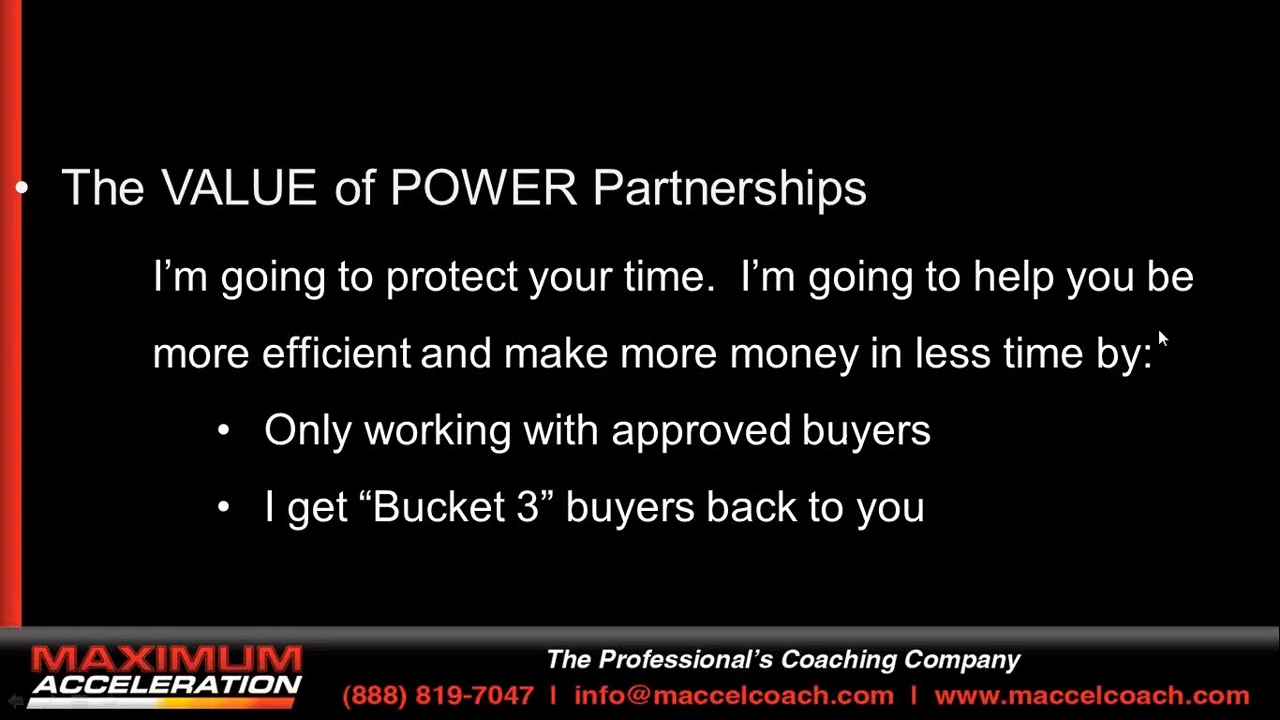 • The VALUE of POWER Partnerships
I’m going to protect your time.  I’m going to help you be
more efficient and make more money in less time by:
• Only working with approved buyers
• I get “Bucket 3” buyers back to you
MAXIMUM
ACCELERATION
The Professional’s Coaching Company
(888) 819-7047 | info@maccelcoach.com | www.maccelcoach.com